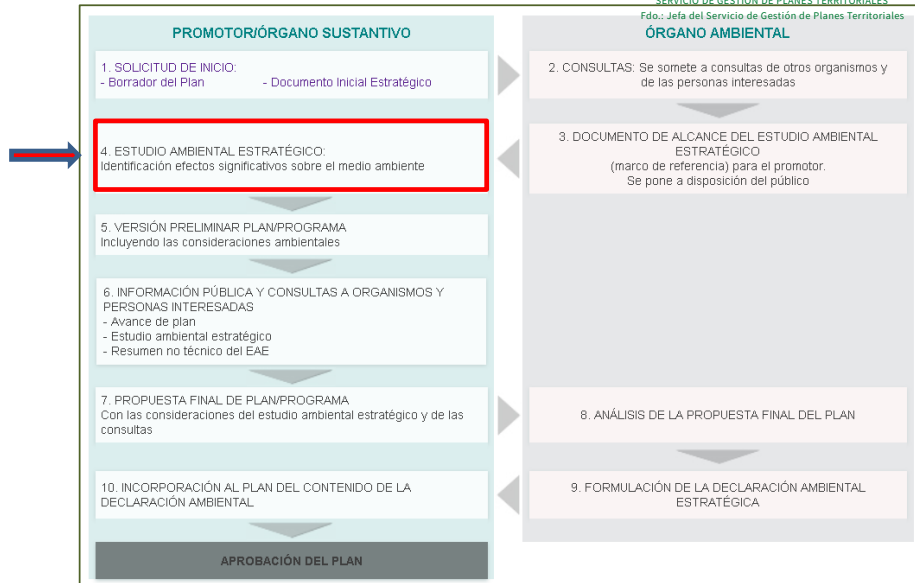 SERVICIO DE GESTIÓN DE PLANES TERRITORIALES
Fdo.: Jefa del Servicio de Gestión de Planes Territoriales
PROMOTOR/ÓRGANO SUSTANTIVO
1. SOLICITUD DE INICIO:
- Borrador del Plan - Documento Inicial Estratégico
ÓRGANO AMBIENTAL
2. CONSULTAS: Se somete a consultas de otros organismos y
de las personas interesadas
3. DOCUMENTO DE ALCANCE DEL ESTUDIO AMBIENTAL
ESTRATÉGICO
(marco de referencia) para el promotor.
Se pone a disposición del público
4. ESTUDIO AMBIENTAL ESTRATÉGICO:
Identificación efectos significativos sobre el medio ambiente
5. VERSIÓN PRELIMINAR PLAN/PROGRAMA
Incluyendo las consideraciones ambientales
6. INFORMACIÓN PÚBLICA Y CONSULTAS A ORGANISMOS Y
PERSONAS INTERESADAS
- Avance de plan
- Estudio ambiental estratégico
- Resumen no técnico del EAE
7. PROPUESTA FINAL DE PLAN/PROGRAMA
Con las consideraciones del estudio ambiental estratégico y de las
consultas
8. ANÁLISIS DE LA PROPUESTA FINAL DEL PLAN
9. FORMULACIÓN DE LA DECLARACIÓN AMBIENTAL
ESTRATÉGICA
10. INCORPORACIÓN AL PLAN DEL CONTENIDO DE LA
DECLARACIÓN AMBIENTAL
APROBACIÓN DEL PLAN